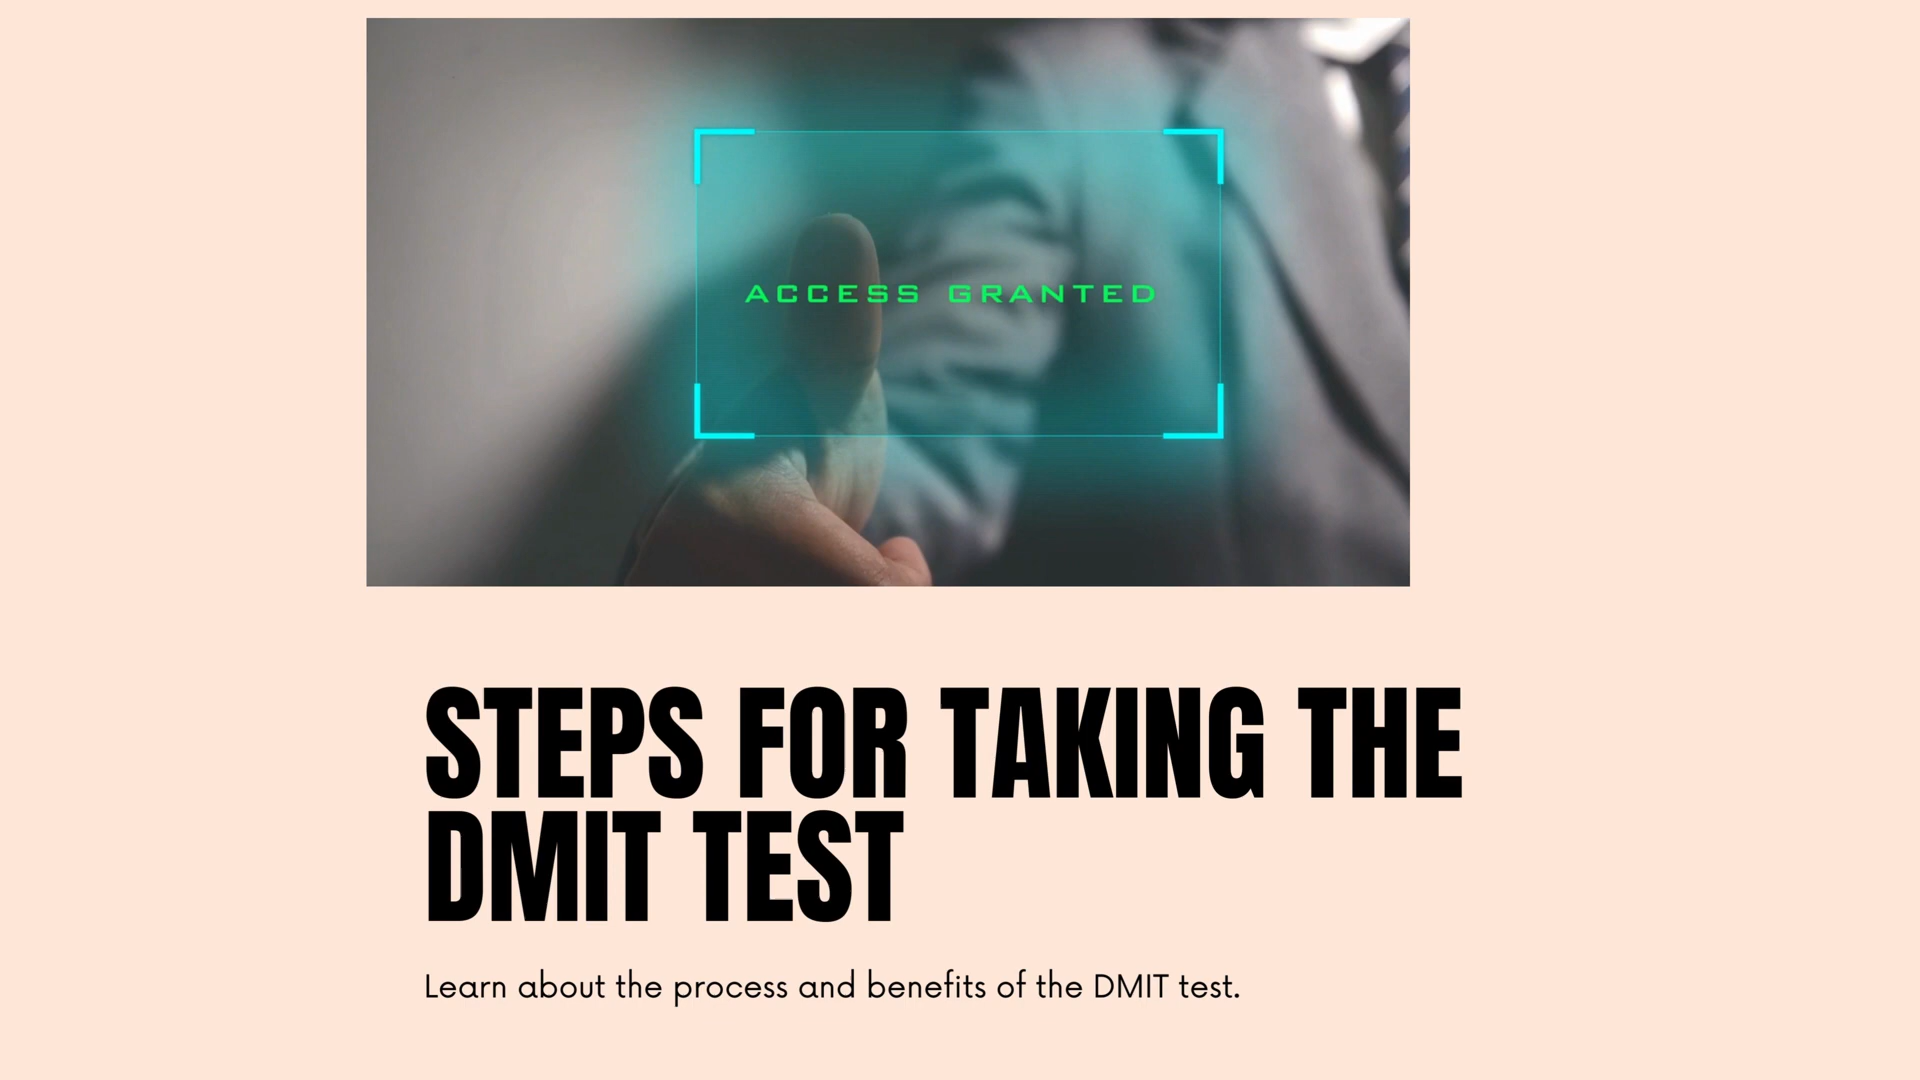 ACCESS GRANTED
STEPS FOR TAKING THE
DMIT TEST
Learn about the process and benefits of the DMIT test.